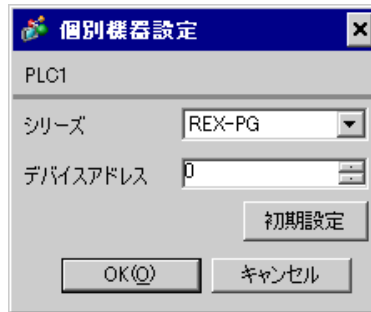 個別機器設定
PLC1
シリーズ REX-PG
デバイスアドレス 0
初期設定
OK(O) キャンセル